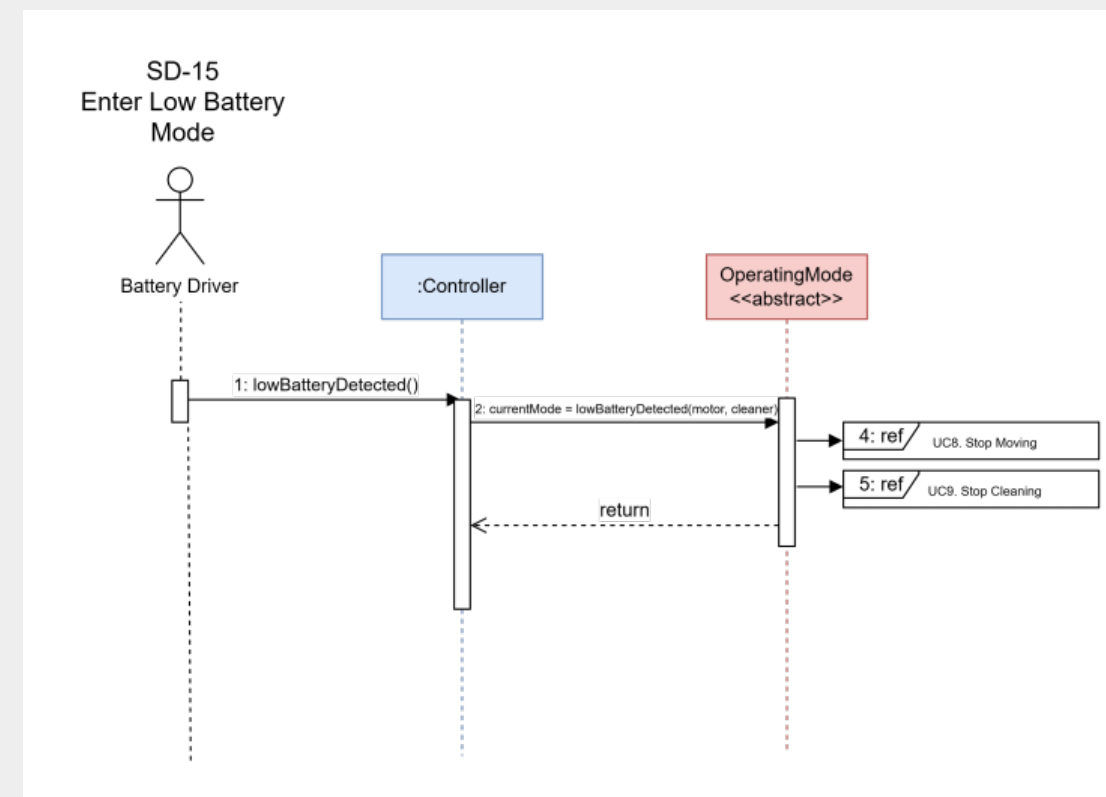 SD-15
Enter Low Battery
Mode
Battery Driver
:Controller
OperatingMode
<<abstract>>
1: lowBatteryDetected()
2: currentMode = lowBatteryDetected(motor, cleaner)
4: ref
UC8. Stop Moving
5: ref
UC9. Stop Cleaning
return